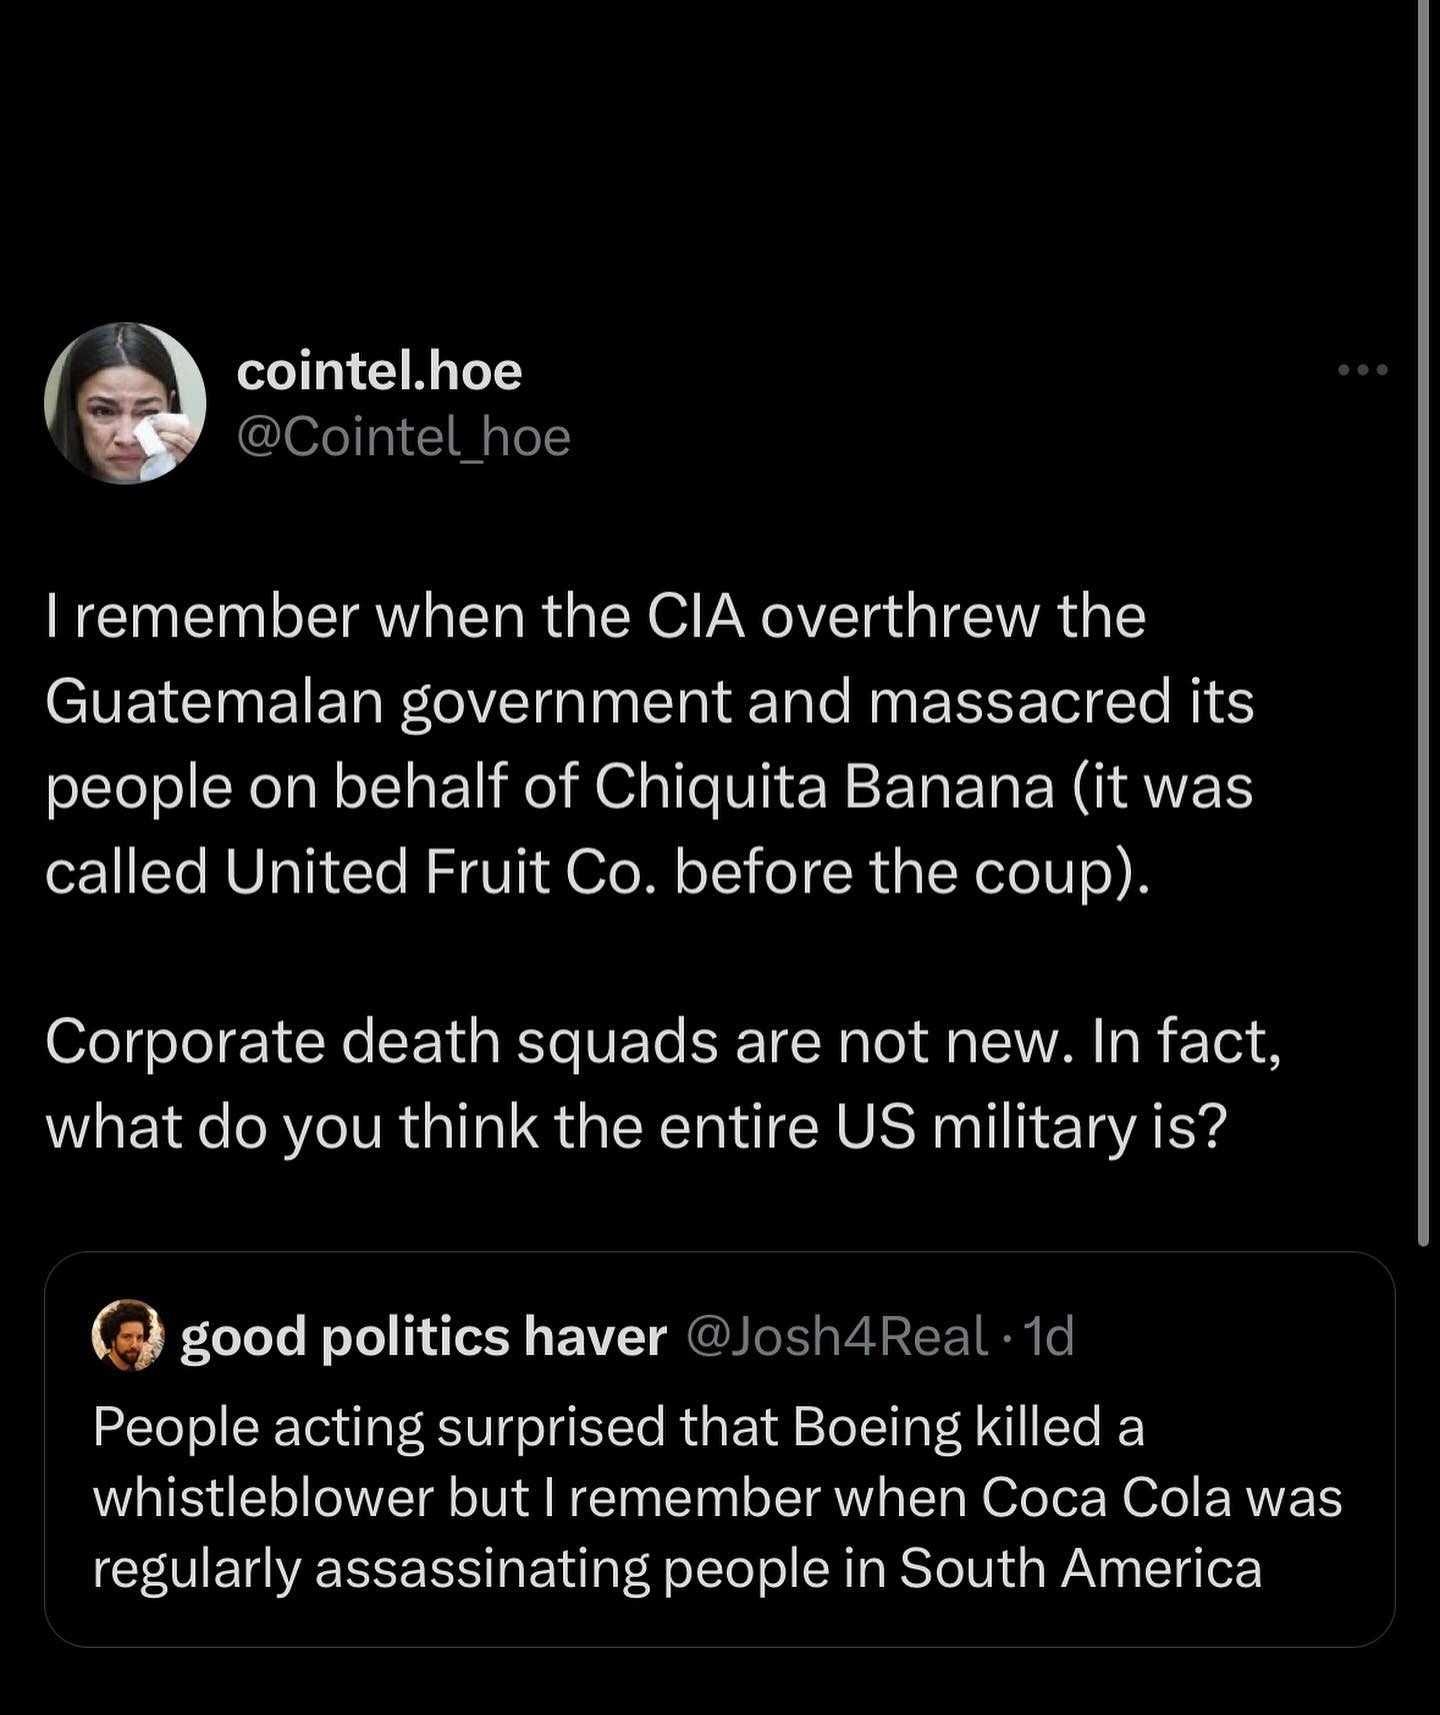 cointel.hoe
@Cointel_hoe
I remember when the CIA overthrew the
Guatemalan government and massacred its
people on behalf of Chiquita Banana (it was
called United Fruit Co. before the coup).
Corporate death squads are not new. In fact,
what do you think the entire US military is?
good politics haver @Josh4Real · 1d
People acting surprised that Boeing killed a
whistleblower but I remember when Coca Cola was
regularly assassinating people in South America